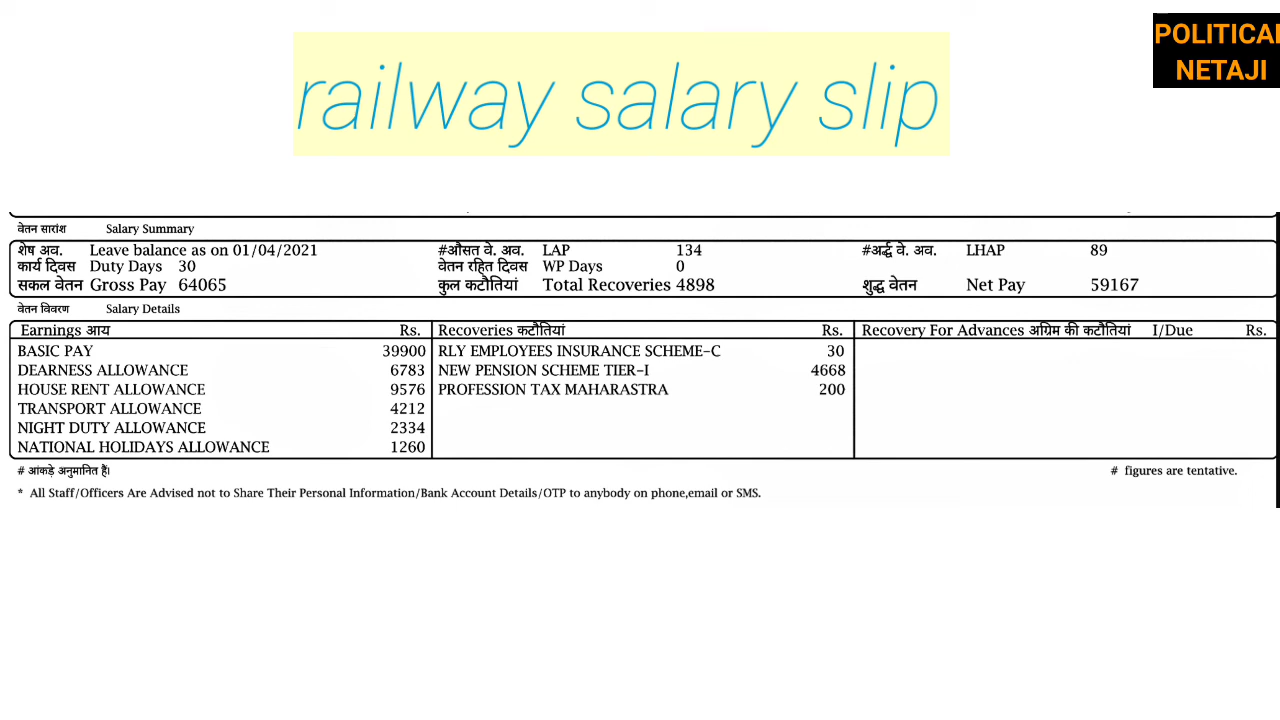 POLITICAL
NETAJI
railway salary slip
वेतन सारांश Salary Summary
शेष अव. Leave balance as on 01/04/2021 #औसत वे. अव. LAP 134 #अर्द्ध वे. अव. LHAP 89
कार्य दिवस Duty Days 30 वेतन रहित दिवस WP Days 0
सकल वेतन Gross Pay 64065 कुल कटौतियां Total Recoveries 4898 शुद्ध वेतन Net Pay 59167
वेतन विवरण Salary Details
Earnings आय Rs. Recoveries कटौतियां Rs. Recovery For Advances अग्रिम की कटौतियां I/Due Rs.
BASIC PAY 39900 RLY EMPLOYEES INSURANCE SCHEME-C 30
DEARNESS ALLOWANCE 6783 NEW PENSION SCHEME TIER-I 4668
HOUSE RENT ALLOWANCE 9576 PROFESSION TAX MAHARASTRA 200
TRANSPORT ALLOWANCE 4212
NIGHT DUTY ALLOWANCE 2334
NATIONAL HOLIDAYS ALLOWANCE 1260
# आंकड़े अनुमानित हैं। # figures are tentative.
* All Staff/Officers Are Advised not to Share Their Personal Information/Bank Account Details/OTP to anybody on phone,email or SMS.